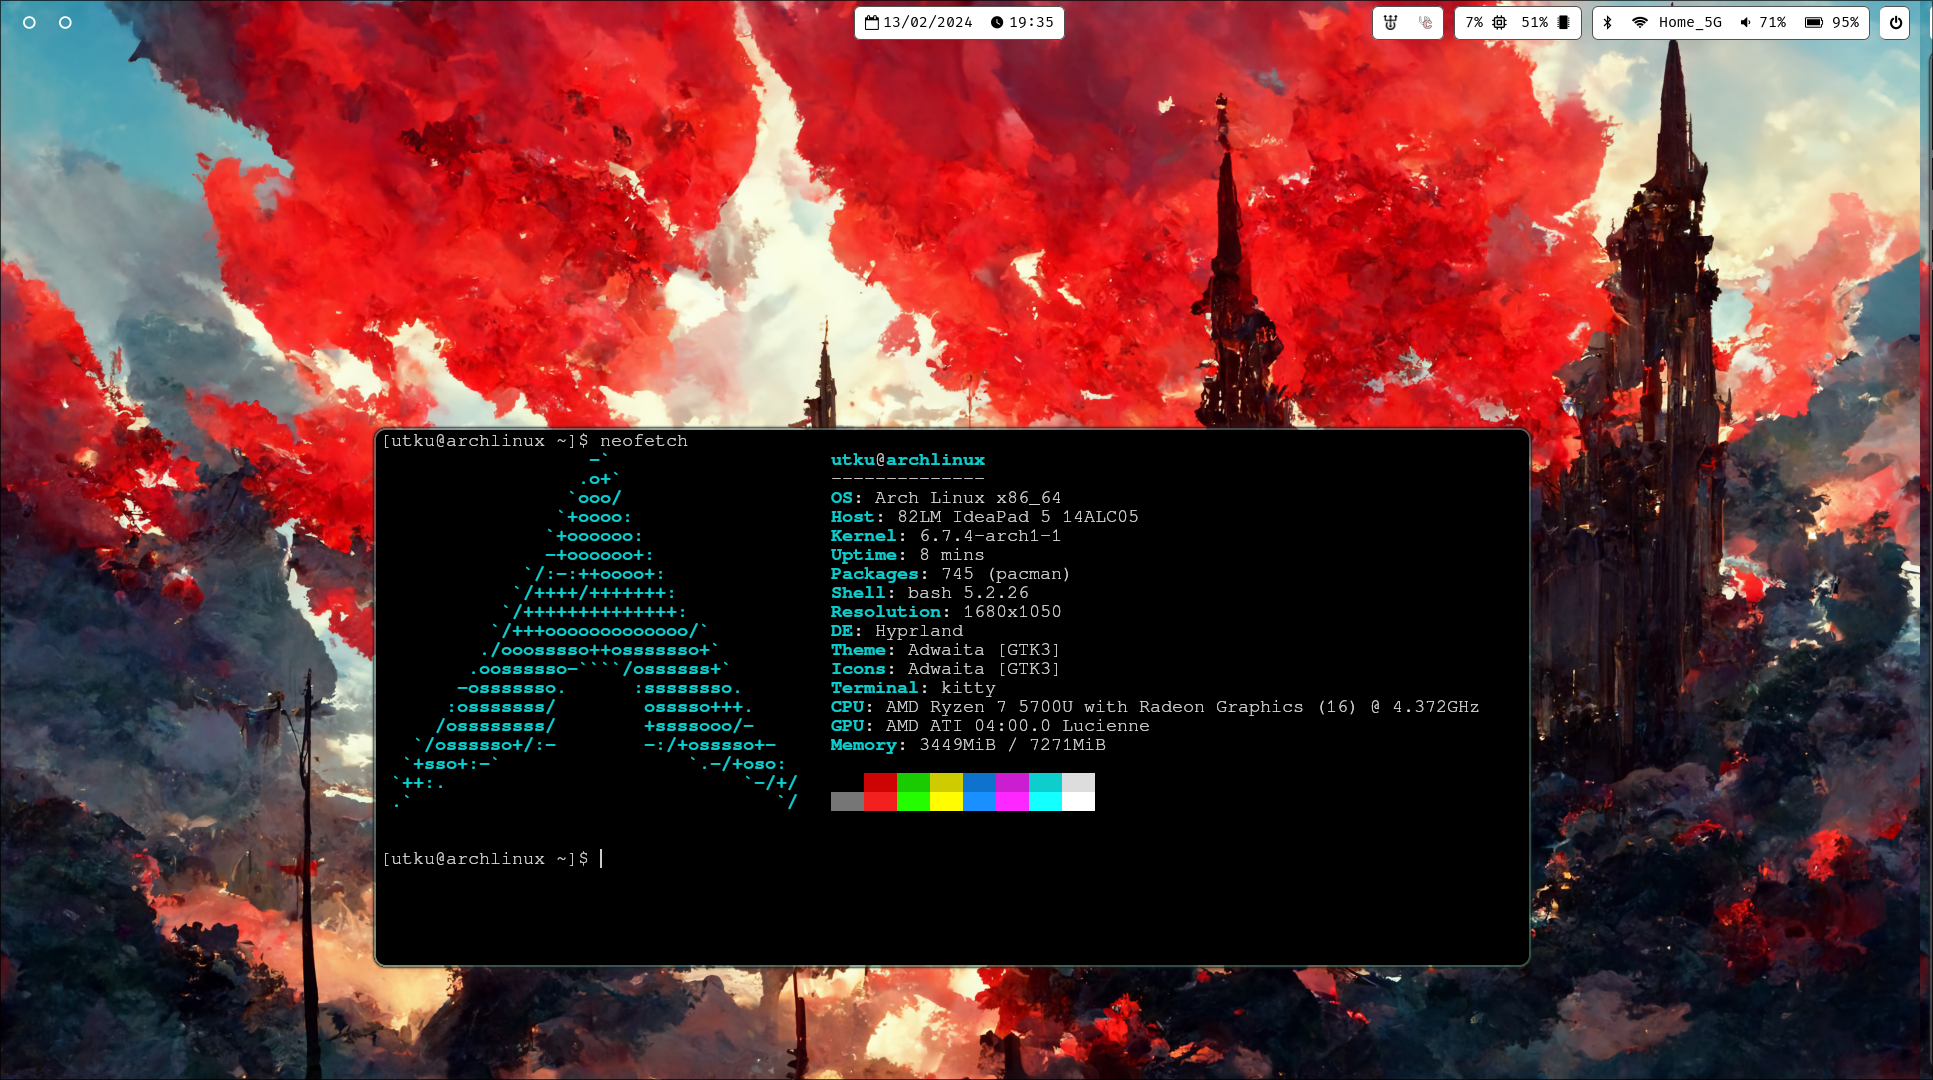 13/02/2024 19:35
7% 51% Home_5G 71% 95%
[utku@archlinux ~]$ neofetch
-`
.o+`
`ooo/
`+oooo:
`+oooooo:
-+oooooo+:
`/:-:++oooo+:
`/++++/+++++++:
`/++++++++++++++:
`/+++ooooooooooooo/`
./ooosssso++osssssso+`
.oossssso-````/ossssss+`
-osssssso.      :ssssssso.
:osssssss/        osssso+++.
/ossssssss/        +ssssooo/-
`/ossssso+/:-        -:/+osssso+-
`+sso+:-`                 `.-/+oso:
`++:.                           `-/+/
.`                                 `/
utku@archlinux
--------------
OS: Arch Linux x86_64
Host: 82LM IdeaPad 5 14ALC05
Kernel: 6.7.4-arch1-1
Uptime: 8 mins
Packages: 745 (pacman)
Shell: bash 5.2.26
Resolution: 1680x1050
DE: Hyprland
Theme: Adwaita [GTK3]
Icons: Adwaita [GTK3]
Terminal: kitty
CPU: AMD Ryzen 7 5700U with Radeon Graphics (16) @ 4.372GHz
GPU: AMD ATI 04:00.0 Lucienne
Memory: 3449MiB / 7271MiB
[utku@archlinux ~]$